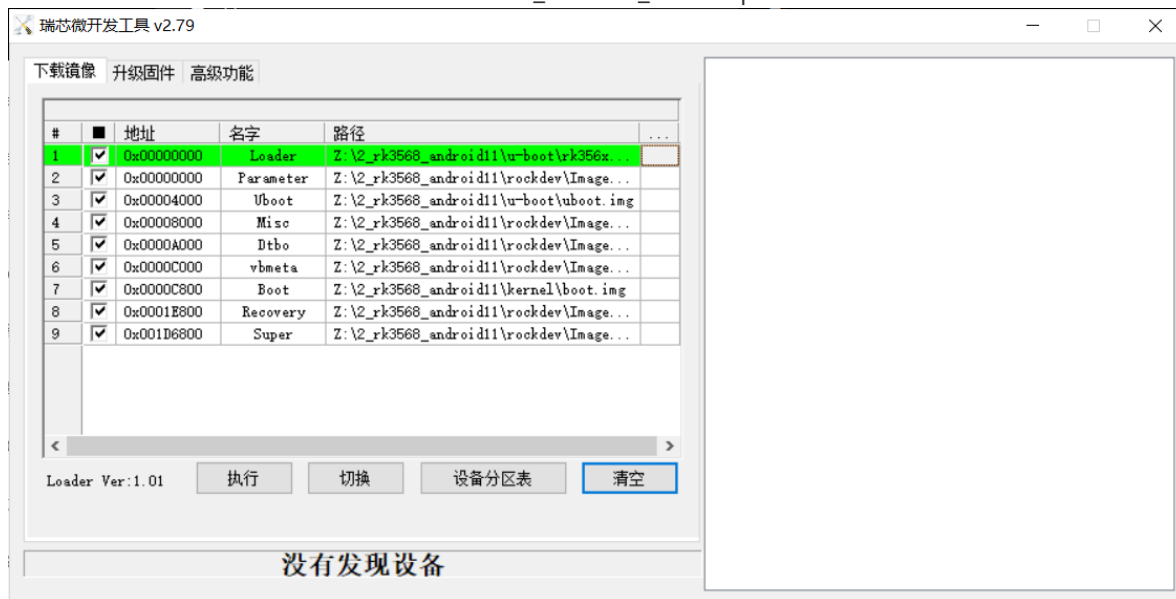 瑞芯微开发工具 v2.79
下载镜像 升级固件 高级功能
# 地址 名字 路径 ...
1 0x00000000 Loader Z:\2_rk3568_android11\u-boot\rk356x...
2 0x00000000 Parameter Z:\2_rk3568_android11\rockdev\Image...
3 0x00004000 Uboot Z:\2_rk3568_android11\u-boot\uboot.img
4 0x00008000 Misc Z:\2_rk3568_android11\rockdev\Image...
5 0x0000A000 Dtbo Z:\2_rk3568_android11\rockdev\Image...
6 0x0000C000 vbmeta Z:\2_rk3568_android11\rockdev\Image...
7 0x0000C800 Boot Z:\2_rk3568_android11\kernel\boot.img
8 0x0001E800 Recovery Z:\2_rk3568_android11\rockdev\Image...
9 0x001D6800 Super Z:\2_rk3568_android11\rockdev\Image...
Loader Ver:1.01 执行 切换 设备分区表 清空
没有发现设备